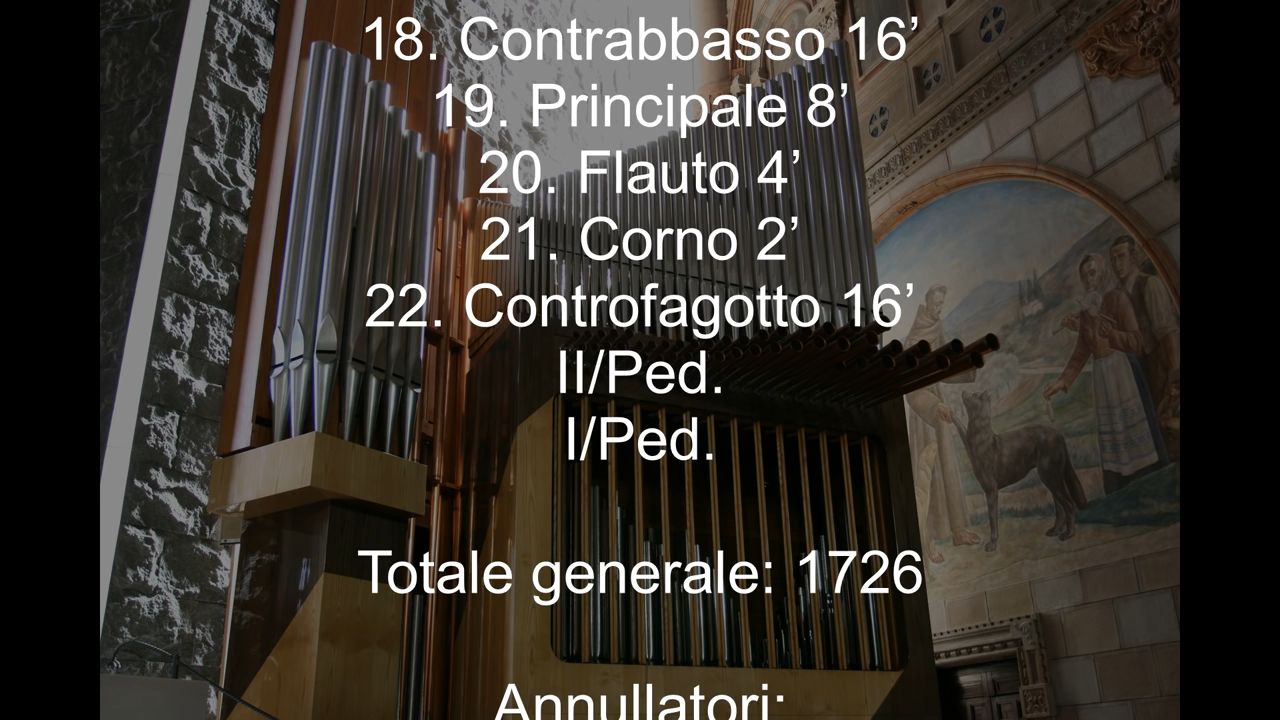 18. Contrabbasso 16’
19. Principale 8’
20. Flauto 4’
21. Corno 2’
22. Controfagotto 16’
II/Ped.
I/Ped.
Totale generale: 1726
Annullatori: